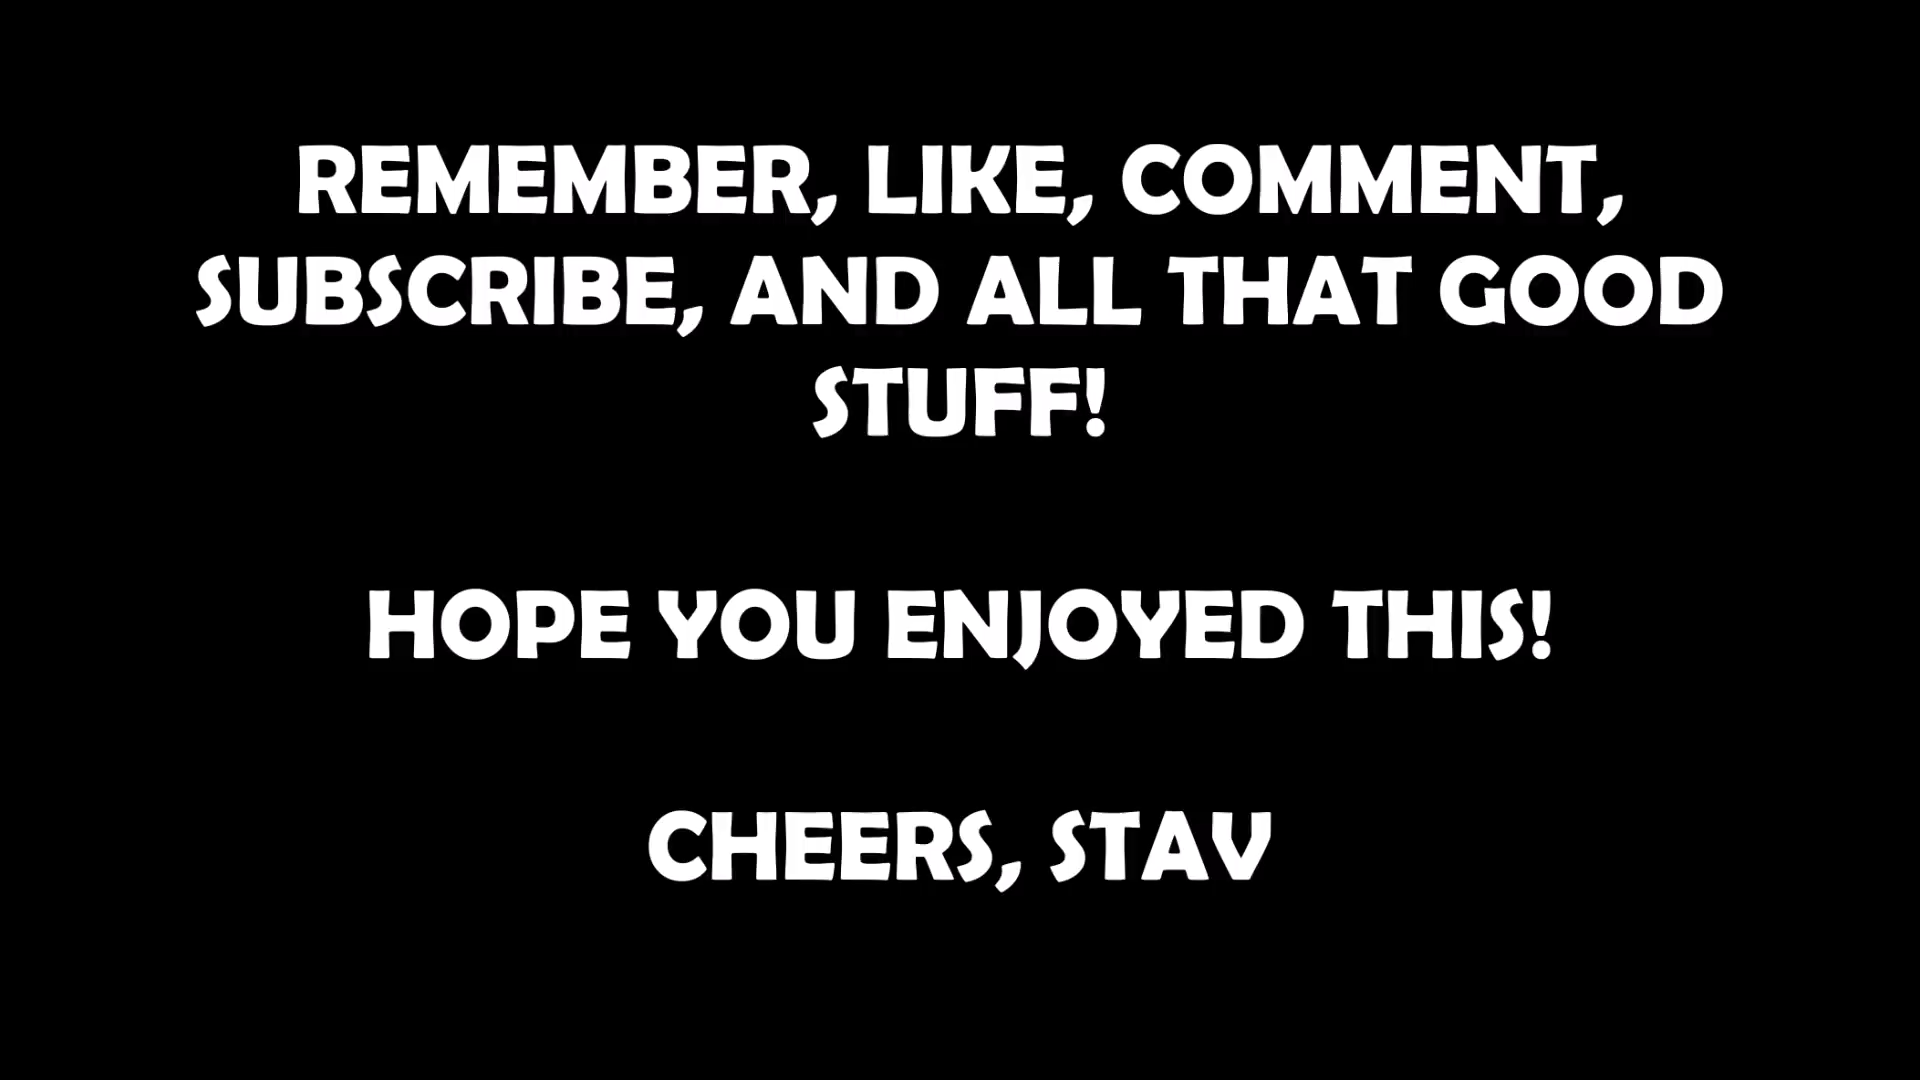 REMEMBER, LIKE, COMMENT,
SUBSCRIBE, AND ALL THAT GOOD
STUFF!
HOPE YOU ENJOYED THIS!
CHEERS, STAV